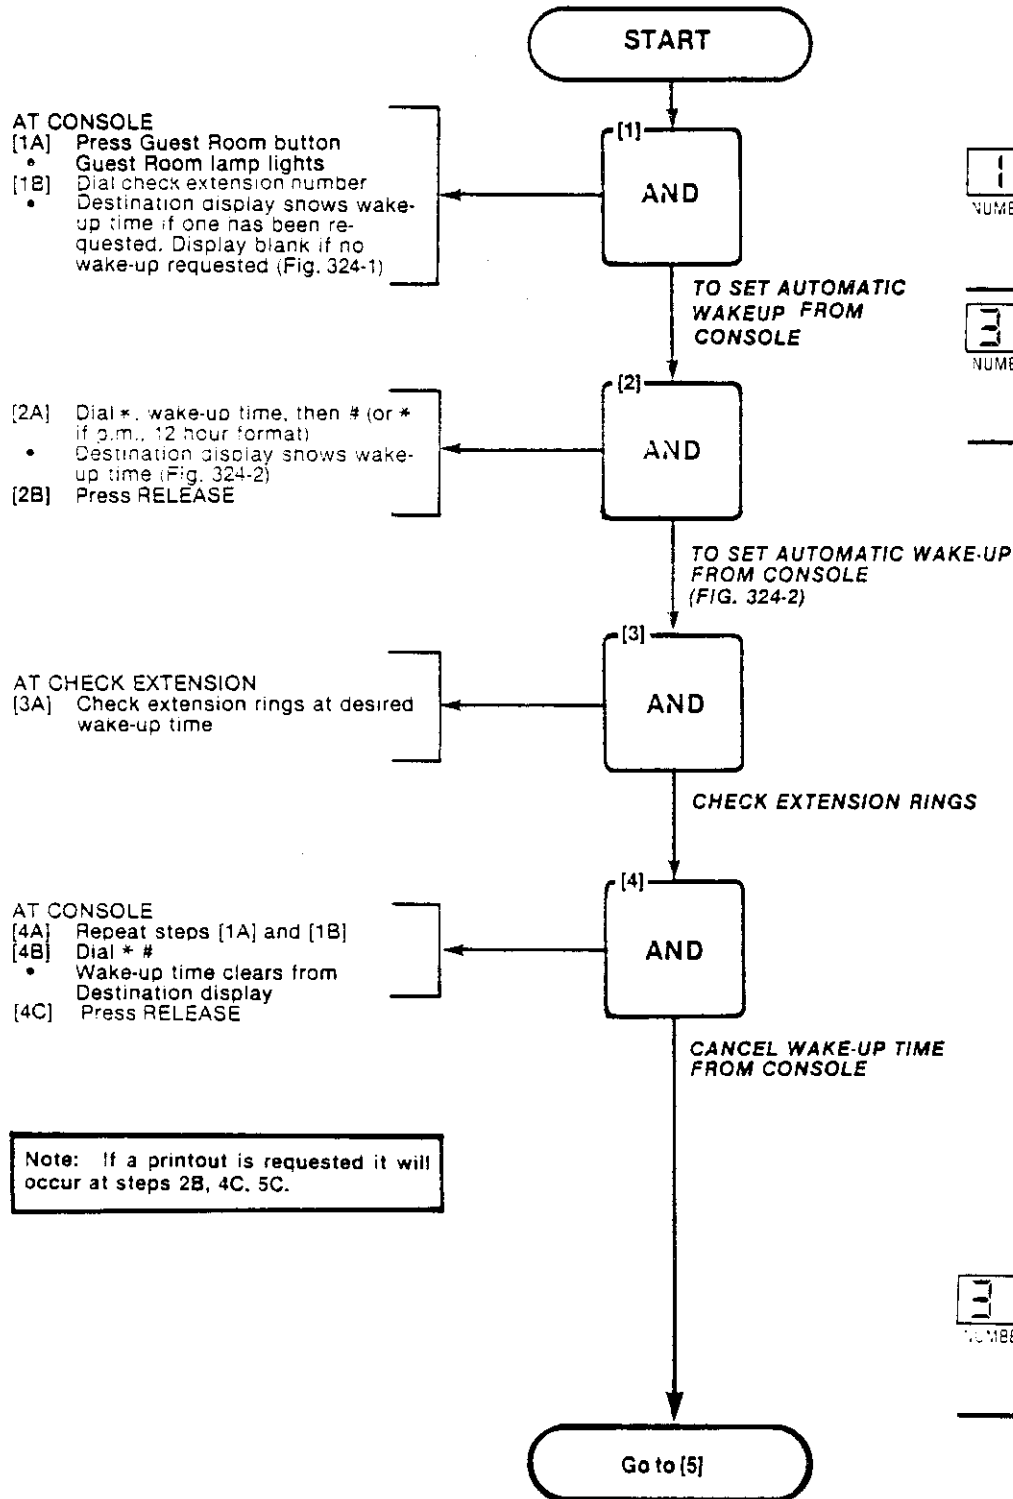 START
AT CONSOLE
[1A] Press Guest Room button
• Guest Room lamp lights
[1B] Dial check extension number
• Destination display shows wake-
up time if one has been re-
quested. Display blank if no
wake-up requested (Fig. 324-1)
[1]
AND
1
NUMB
TO SET AUTOMATIC
WAKEUP FROM
CONSOLE
3
NUMB
[2A] Dial *, wake-up time, then # (or *
if p.m., 12 hour format)
• Destination display shows wake-
up time (Fig. 324-2)
[2B] Press RELEASE
[2]
AND
TO SET AUTOMATIC WAKE-UP
FROM CONSOLE
(FIG. 324-2)
AT CHECK EXTENSION
[3A] Check extension rings at desired
wake-up time
[3]
AND
CHECK EXTENSION RINGS
AT CONSOLE
[4A] Repeat steps [1A] and [1B]
[4B] Dial * #
• Wake-up time clears from
Destination display
[4C] Press RELEASE
[4]
AND
CANCEL WAKE-UP TIME
FROM CONSOLE
Note: If a printout is requested it will
occur at steps 2B, 4C, 5C.
3
NUMBE
Go to [5]